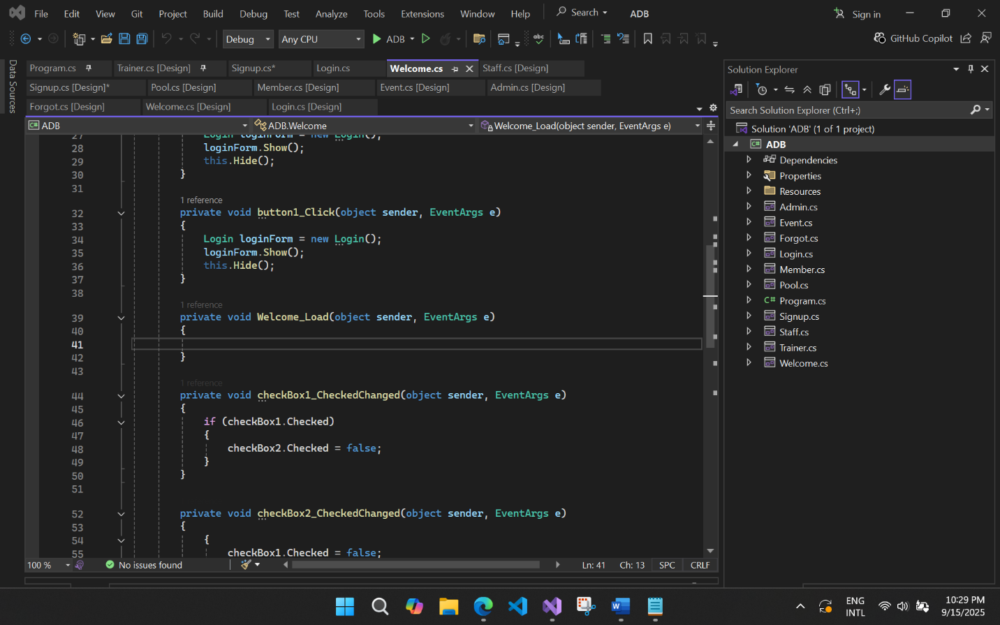 File Edit View Git Project Build Debug Test Analyze Tools Extensions Window Help Search ADB Sign in
Debug Any CPU ADB abc GitHub Copilot
Data Sources
Program.cs Trainer.cs [Design] Signup.cs* Login.cs Welcome.cs Staff.cs [Design]
Signup.cs [Design]* Pool.cs [Design] Member.cs [Design] Event.cs [Design] Admin.cs [Design]
Forgot.cs [Design] Welcome.cs [Design] Login.cs [Design]
C# ADB ADB.Welcome Welcome_Load(object sender, EventArgs e)
27 Login loginForm = new Login();
28 loginForm.Show();
29 this.Hide();
30 }
31
1 reference
32 private void button1_Click(object sender, EventArgs e)
33 {
34 Login loginForm = new Login();
35 loginForm.Show();
36 this.Hide();
37 }
38
1 reference
39 private void Welcome_Load(object sender, EventArgs e)
40 {
41
42 }
43
1 reference
44 private void checkBox1_CheckedChanged(object sender, EventArgs e)
45 {
46 if (checkBox1.Checked)
47 {
48 checkBox2.Checked = false;
49 }
50 }
51
52 private void checkBox2_CheckedChanged(object sender, EventArgs e)
53 {
54 {
55 checkBox1.Checked = false;
100 % No issues found Ln: 41 Ch: 13 SPC CRLF
Solution Explorer
Search Solution Explorer (Ctrl+;)
Solution 'ADB' (1 of 1 project)
C# ADB
Dependencies
Properties
Resources
Admin.cs
Event.cs
Forgot.cs
Login.cs
Member.cs
Pool.cs
C# Program.cs
Signup.cs
Staff.cs
Trainer.cs
Welcome.cs
ENG
INTL
10:29 PM
9/15/2025